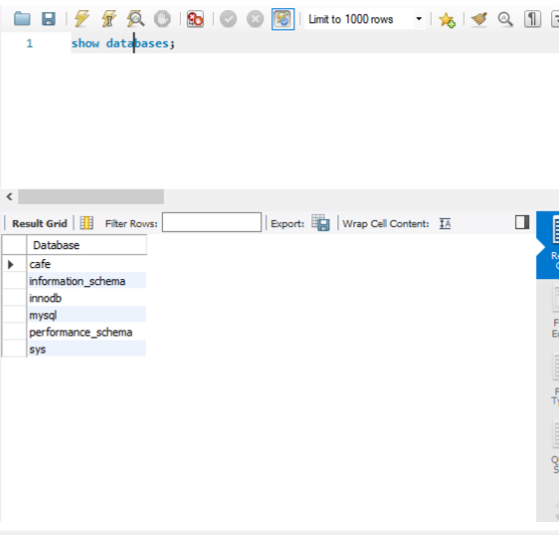 Limit to 1000 rows
1 show databases;
Result Grid Filter Rows: Export: Wrap Cell Content:
Database
cafe
information_schema
innodb
mysql
performance_schema
sys